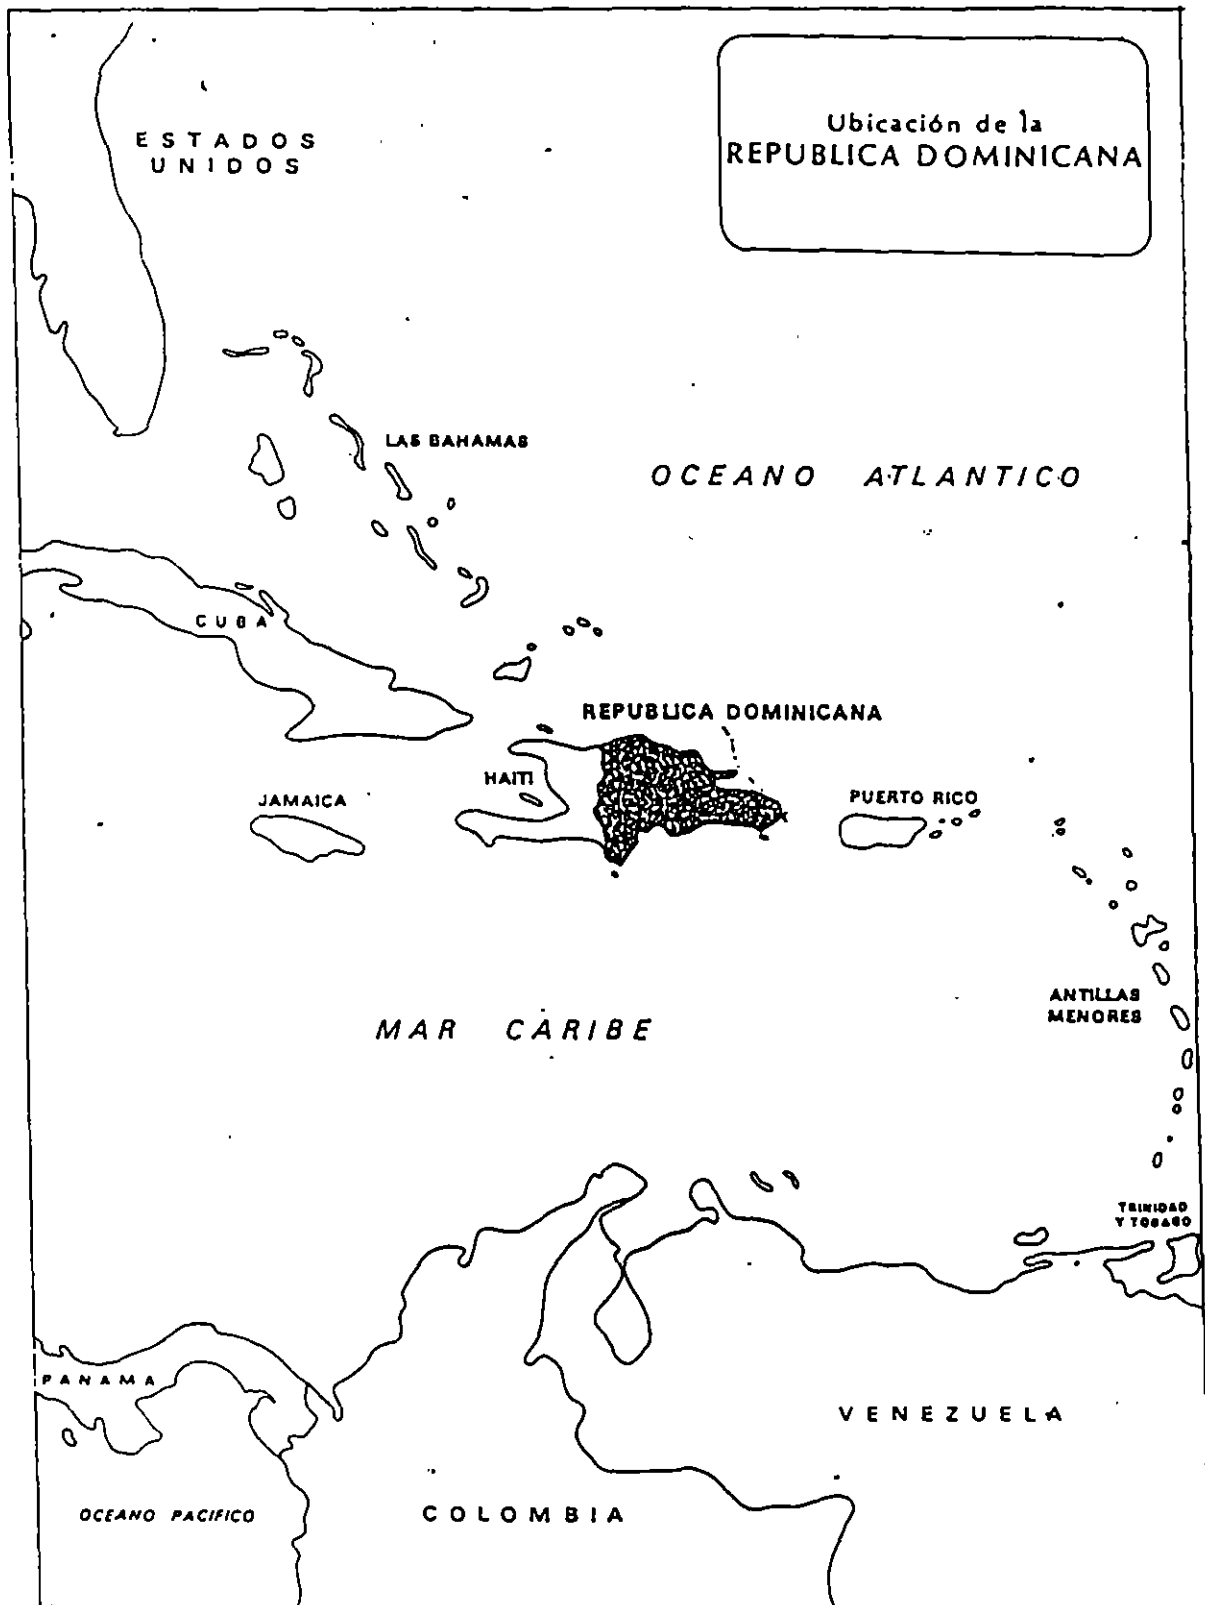 Ubicación de la
REPUBLICA DOMINICANA
ESTADOS
UNIDOS
LAS BAHAMAS
OCEANO ATLANTICO
CUBA
REPUBLICA DOMINICANA
HAITI
JAMAICA
PUERTO RICO
ANTILLAS
MENORES
MAR CARIBE
TRINIDAD
Y TOBAGO
PANAMA
VENEZUELA
OCEANO PACIFICO
COLOMBIA